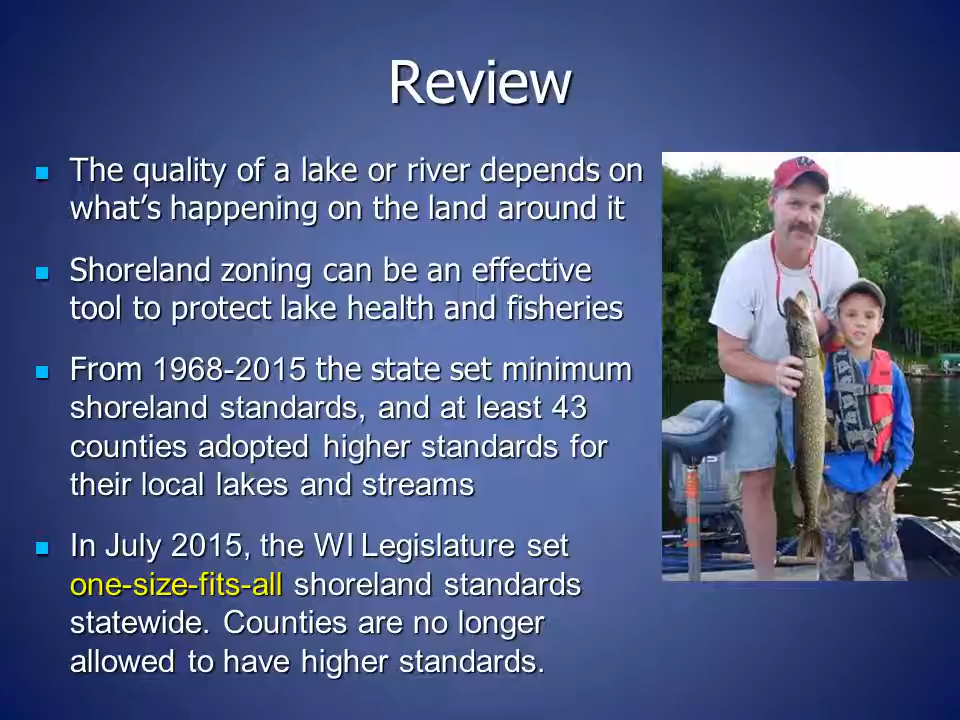 Review
The quality of a lake or river depends on
what’s happening on the land around it
Shoreland zoning can be an effective
tool to protect lake health and fisheries
From 1968-2015 the state set minimum
shoreland standards, and at least 43
counties adopted higher standards for
their local lakes and streams
In July 2015, the WI Legislature set
one-size-fits-all shoreland standards
statewide. Counties are no longer
allowed to have higher standards.